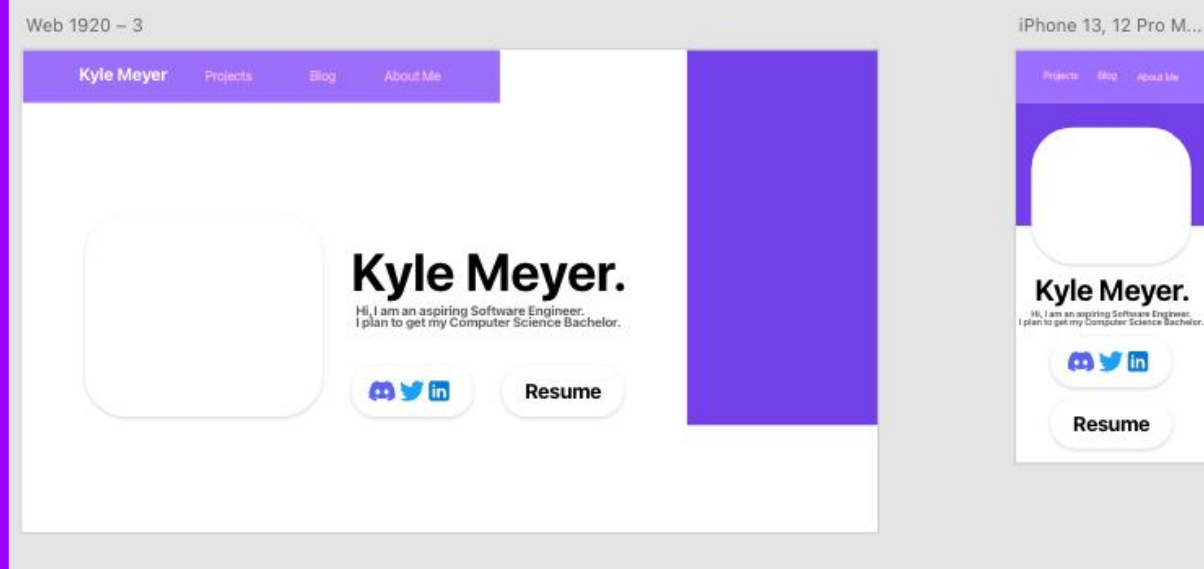 Web 1920 – 3
Kyle Meyer Projects Blog About Me
Kyle Meyer.
Hi, I am an aspiring Software Engineer.
I plan to get my Computer Science Bachelor.
in
Resume
iPhone 13, 12 Pro M...
Projects Blog About Me
Kyle Meyer.
Hi, I am an aspiring Software Engineer.
I plan to get my Computer Science Bachelor.
in
Resume